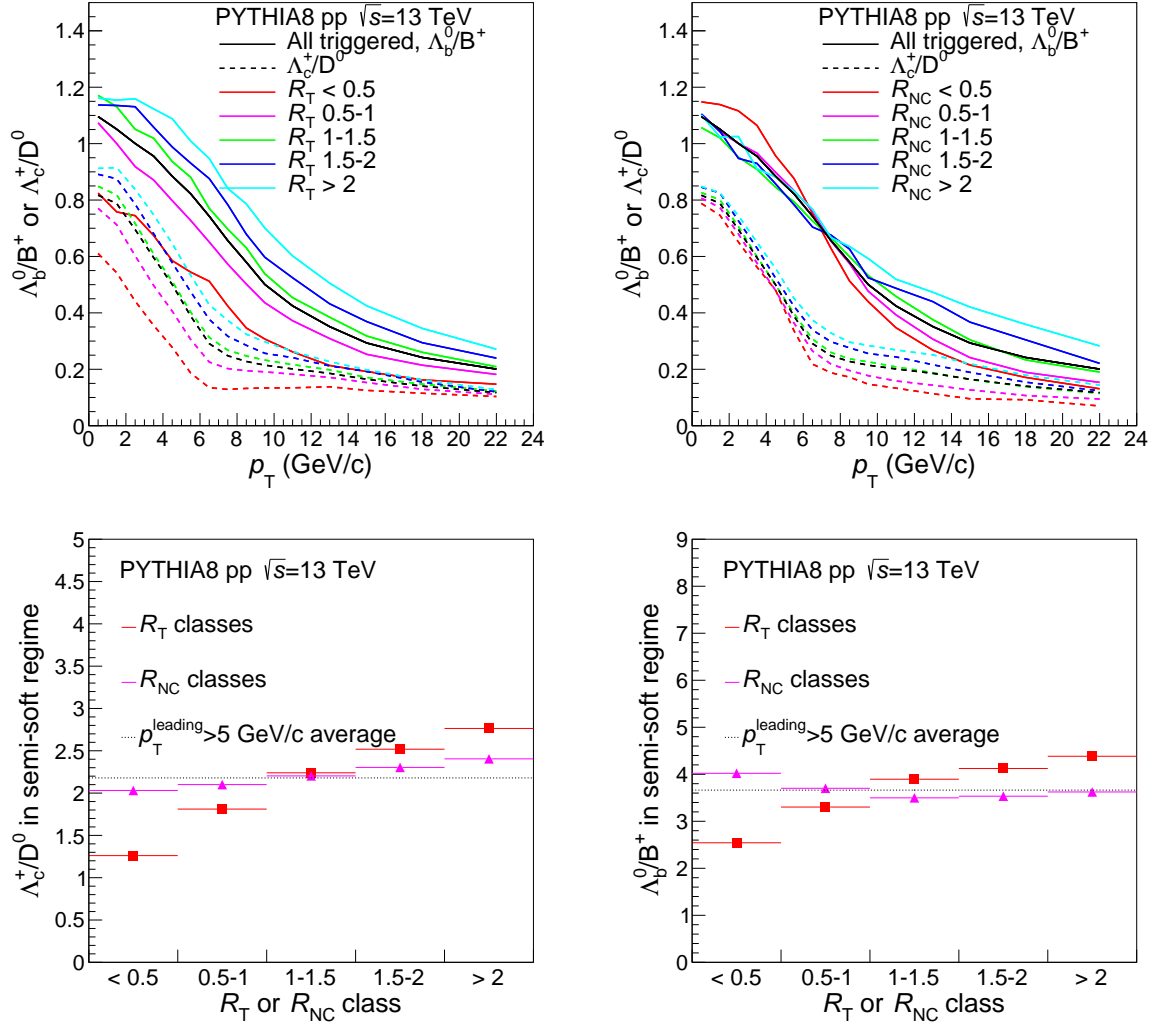 PYTHIA8 pp √s=13 TeV
All triggered, Λb0/B+
Λc+/D0
RT < 0.5
RT 0.5-1
RT 1-1.5
RT 1.5-2
RT > 2
Λb0/B+ or Λc+/D0
0 0.2 0.4 0.6 0.8 1 1.2 1.4
0 2 4 6 8 10 12 14 16 18 20 22 24
pT (GeV/c)
PYTHIA8 pp √s=13 TeV
All triggered, Λb0/B+
Λc+/D0
RNC < 0.5
RNC 0.5-1
RNC 1-1.5
RNC 1.5-2
RNC > 2
Λb0/B+ or Λc+/D0
0 0.2 0.4 0.6 0.8 1 1.2 1.4
0 2 4 6 8 10 12 14 16 18 20 22 24
pT (GeV/c)
PYTHIA8 pp √s=13 TeV
RT classes
RNC classes
pTleading>5 GeV/c average
Λc+/D0 in semi-soft regime
0 0.5 1 1.5 2 2.5 3 3.5 4 4.5 5
< 0.5 0.5-1 1-1.5 1.5-2 > 2
RT or RNC class
PYTHIA8 pp √s=13 TeV
RT classes
RNC classes
pTleading>5 GeV/c average
Λb0/B+ in semi-soft regime
0 1 2 3 4 5 6 7 8 9
< 0.5 0.5-1 1-1.5 1.5-2 > 2
RT or RNC class